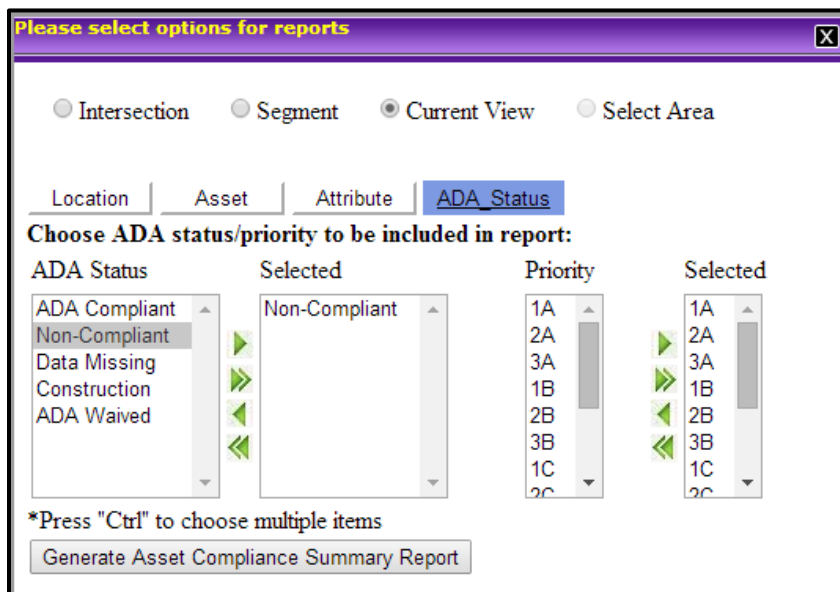 Please select options for reports
X
Intersection Segment Current View Select Area
Location Asset Attribute ADA_Status
Choose ADA status/priority to be included in report:
ADA Status Selected Priority Selected
ADA Compliant Non-Compliant 1A 1A
Non-Compliant 2A 2A
Data Missing 3A 3A
Construction 1B 1B
ADA Waived 2B 2B
3B 3B
1C 1C
2C 2C
*Press "Ctrl" to choose multiple items
Generate Asset Compliance Summary Report